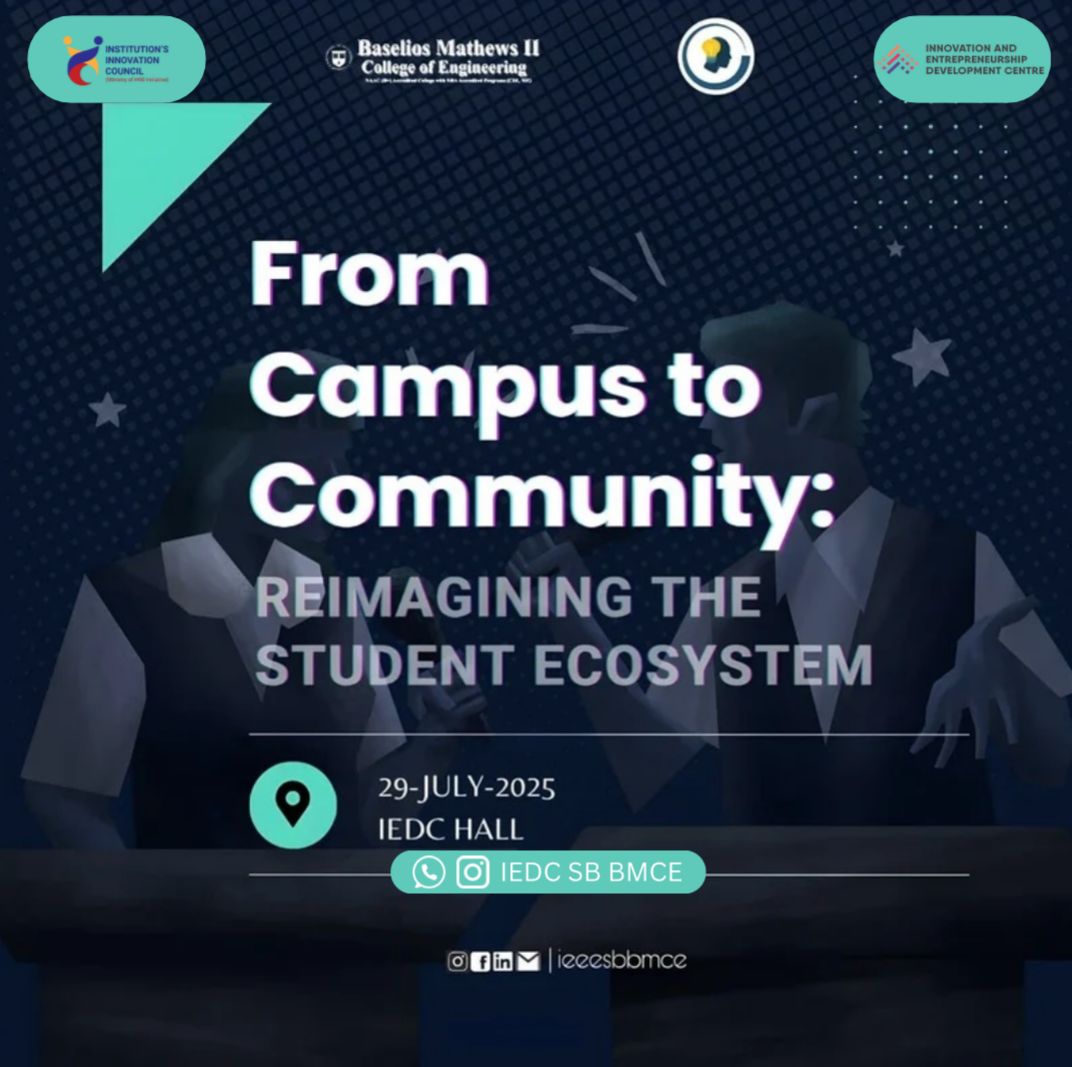 INSTITUTION'S
INNOVATION
COUNCIL
(Ministry of HRD Initiative)
Baselios Mathews II
College of Engineering
INNOVATION AND
ENTREPRENEURSHIP
DEVELOPMENT CENTRE
From
Campus to
Community:
REIMAGINING THE
STUDENT ECOSYSTEM
29-JULY-2025
IEDC HALL
IEDC SB BMCE
|ieeesbbmce